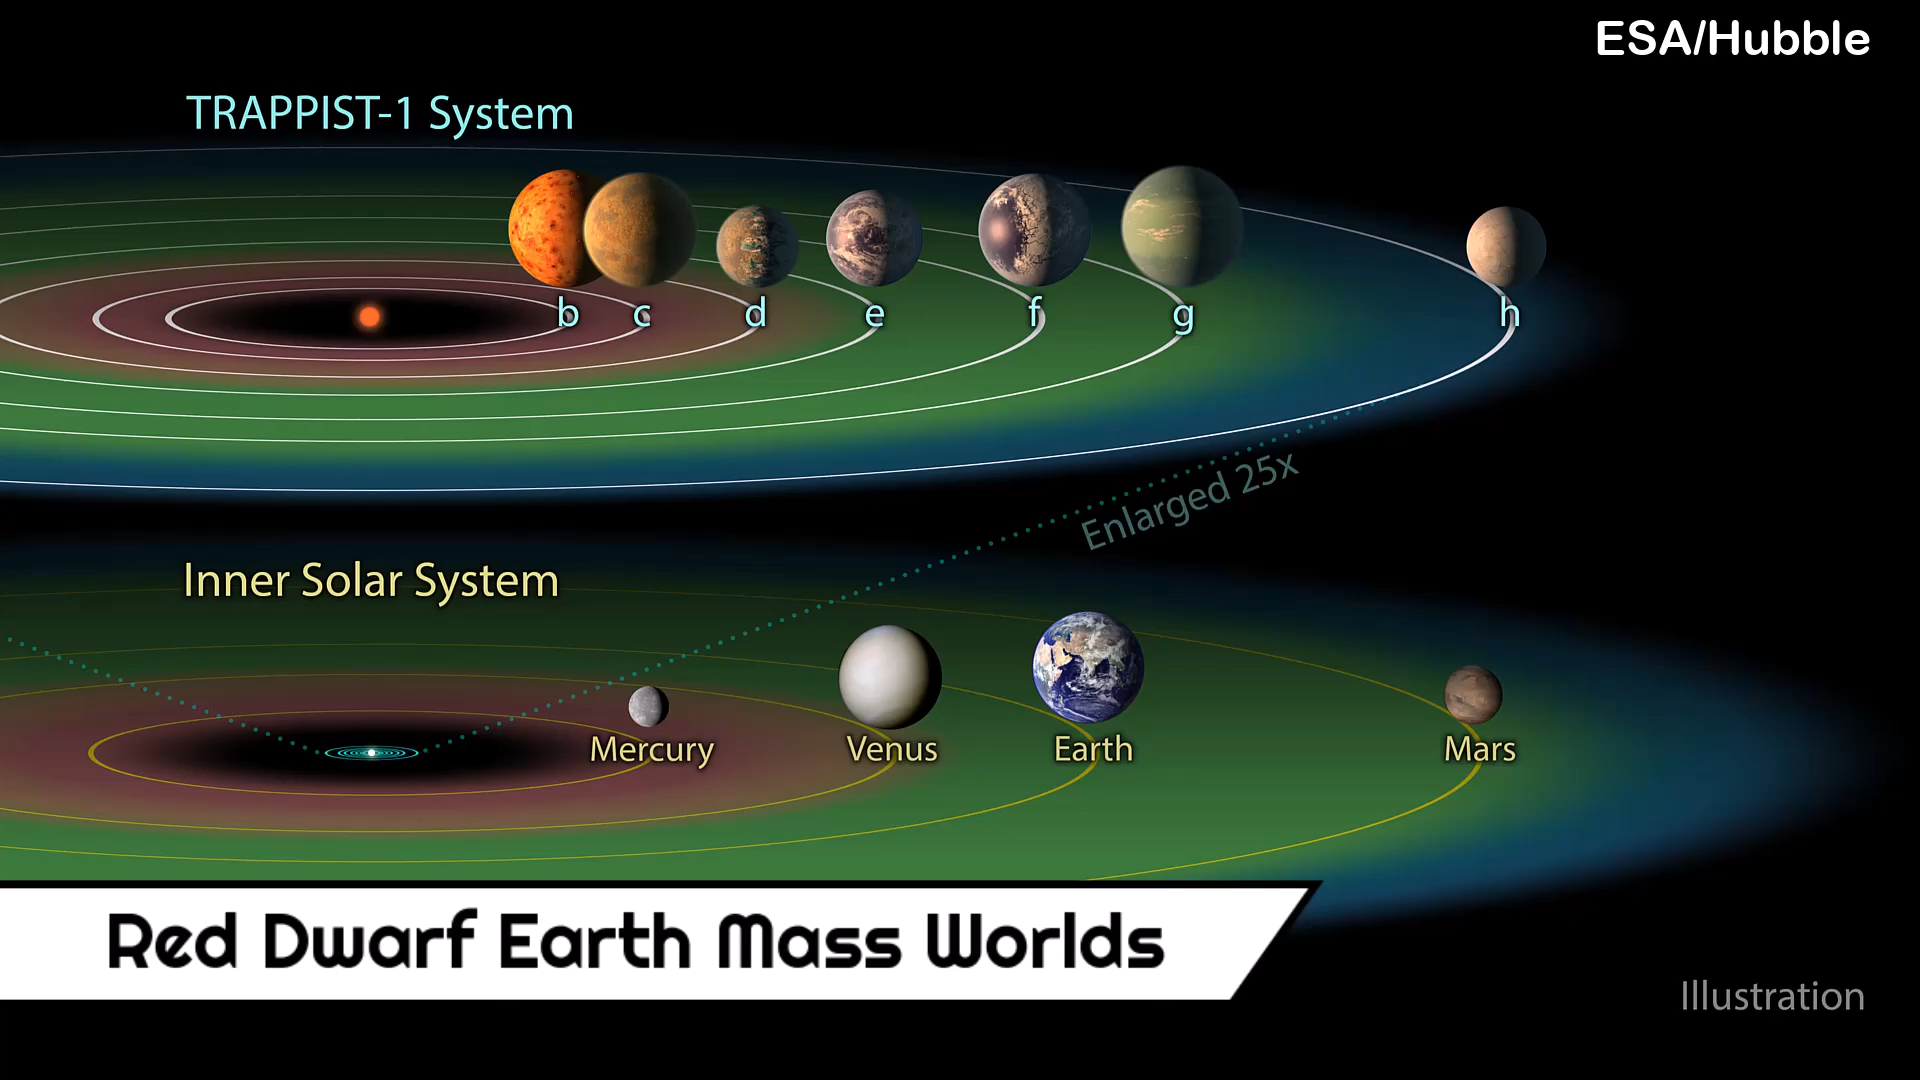 ESA/Hubble
TRAPPIST-1 System
b c d e f g h
Enlarged 25x
Inner Solar System
Mercury Venus Earth Mars
Red Dwarf Earth Mass Worlds
Illustration